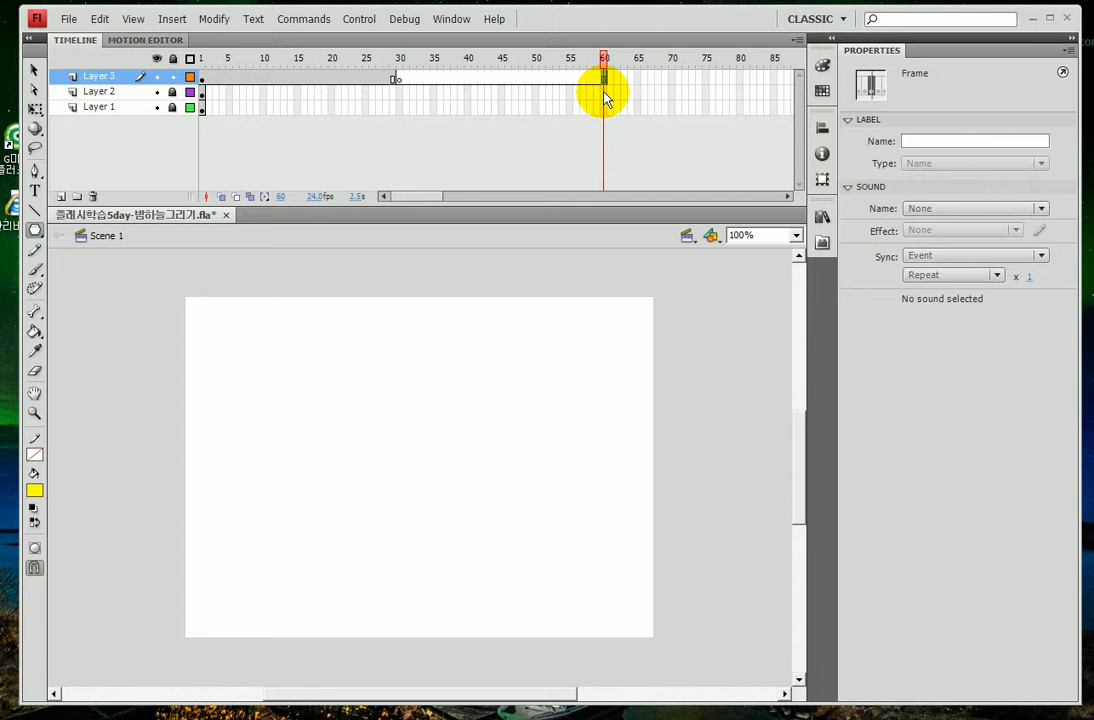 Fl File Edit View Insert Modify Text Commands Control Debug Window Help CLASSIC
TIMELINE MOTION EDITOR
1 5 10 15 20 25 30 35 40 45 50 55 60 65 70 75 80 85
Layer 3
Layer 2
Layer 1
60 24.0fps 2.5s
플래시학습5day-밤하늘그리기.fla*
Scene 1
100%
PROPERTIES
Frame
LABEL
Name:
Type: Name
SOUND
Name: None
Effect: None
Sync: Event
Repeat x 1
No sound selected